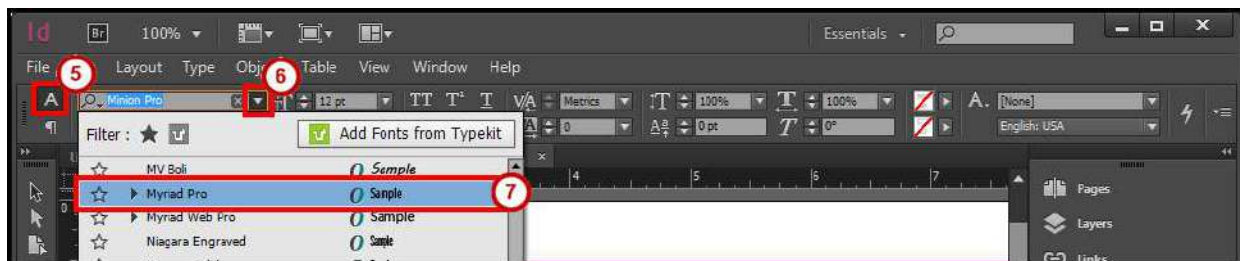 Id Br 100% Essentials
File Layout Type Table View Window Help
5 6
A Minion Pro 12 pt TT T¹ T V/A Metrics T 100% T 100% A. [None]
Filter : Add Fonts from Typekit 0 0 pt T 0° English: USA
MV Boli O Sample 4 5 6 7
Myriad Pro O Sample 7 Pages
0
Myriad Web Pro O Sample Layers
Niagara Engraved O Sample Links